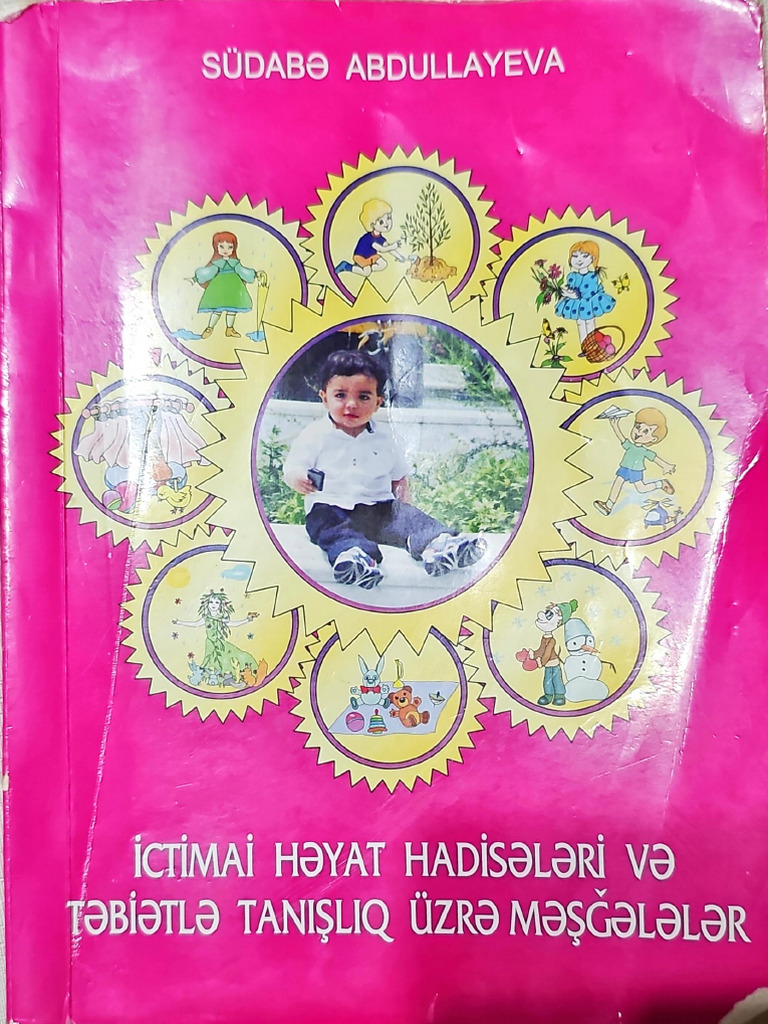 SÜDABƏ ABDULLAYEVA
İCTİMAİ HƏYAT HADİSƏLƏRİ VƏ
TƏBİƏTLƏ TANIŞLIQ ÜZRƏ MƏŞĞƏLƏLƏR